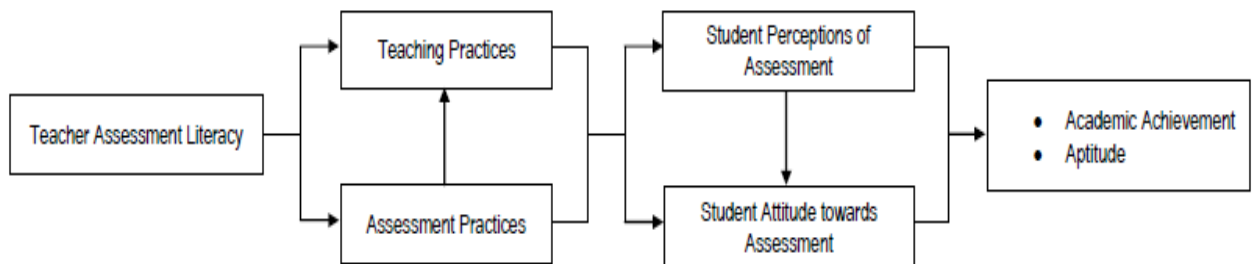 Teacher Assessment Literacy
Teaching Practices
Assessment Practices
Student Perceptions of
Assessment
Student Attitude towards
Assessment
● Academic Achievement
● Aptitude